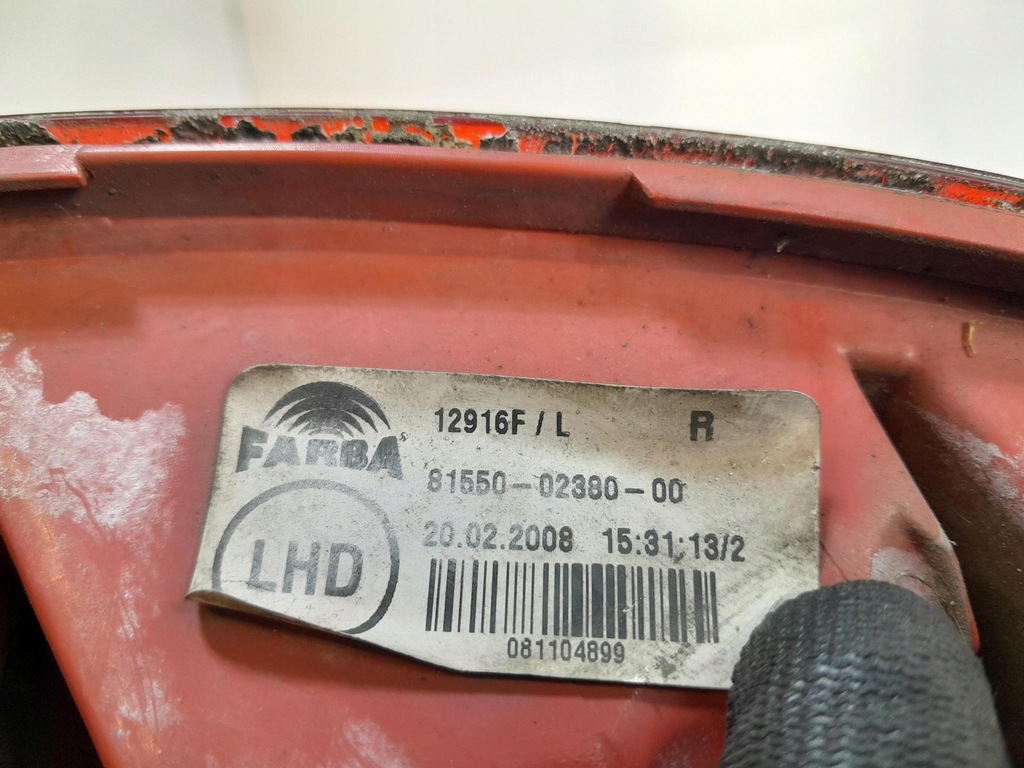 FARBA
12916F / L R
81550-02380-00
LHD
20.02.2008 15:31:13/2
081104899